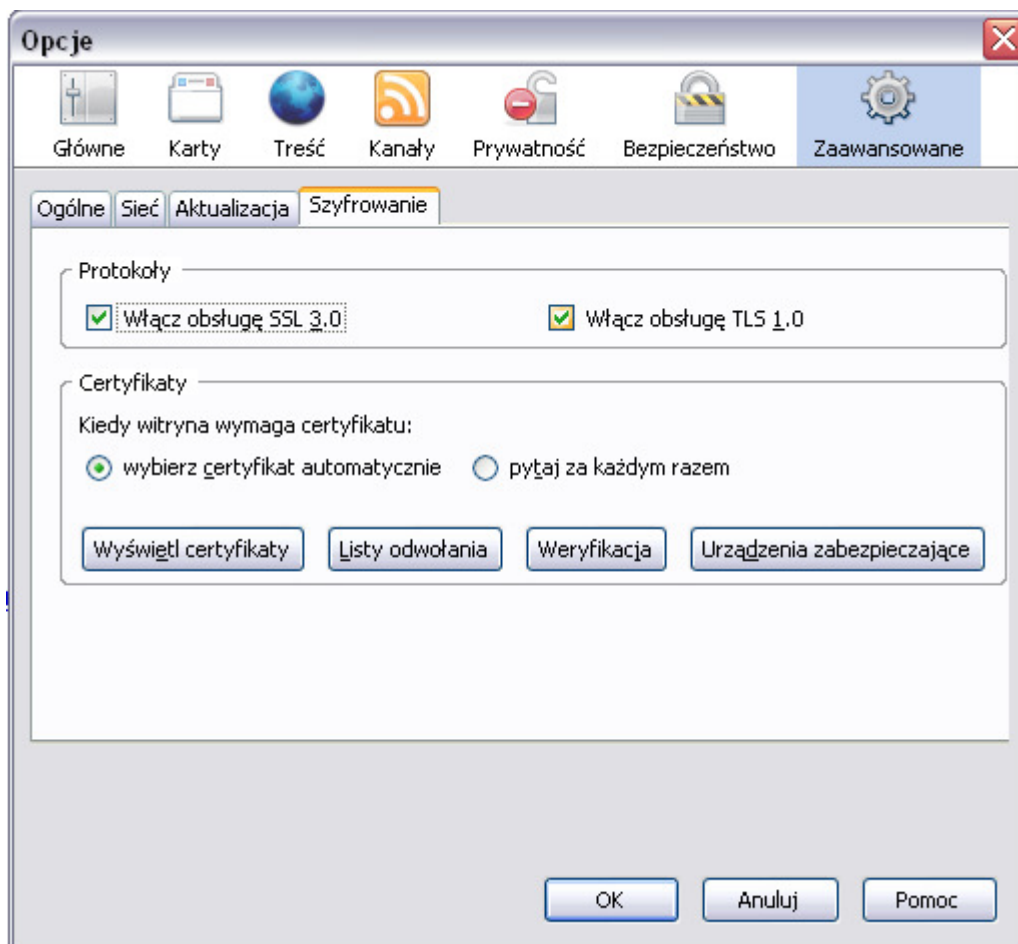 Opcje
Główne Karty Treść Kanały Prywatność Bezpieczeństwo Zaawansowane
Ogólne Sieć Aktualizacja Szyfrowanie
Protokoły
Włącz obsługę SSL 3.0 Włącz obsługę TLS 1.0
Certyfikaty
Kiedy witryna wymaga certyfikatu:
wybierz certyfikat automatycznie pytaj za każdym razem
Wyświetl certyfikaty Listy odwołania Weryfikacja Urządzenia zabezpieczające
OK Anuluj Pomoc